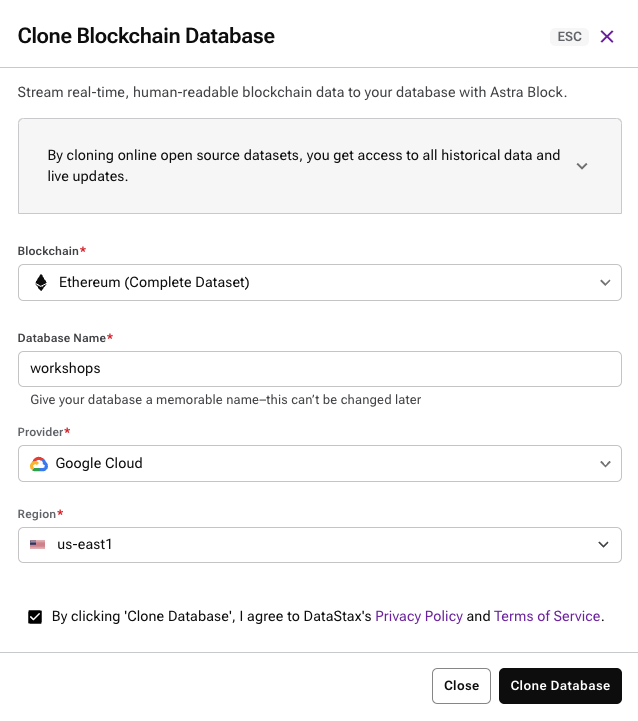 Clone Blockchain Database
ESC
Stream real-time, human-readable blockchain data to your database with Astra Block.
By cloning online open source datasets, you get access to all historical data and
live updates.
Blockchain*
Ethereum (Complete Dataset)
Database Name*
workshops
Give your database a memorable name–this can’t be changed later
Provider*
Google Cloud
Region*
us-east1
By clicking 'Clone Database', I agree to DataStax's Privacy Policy and Terms of Service.
Close
Clone Database